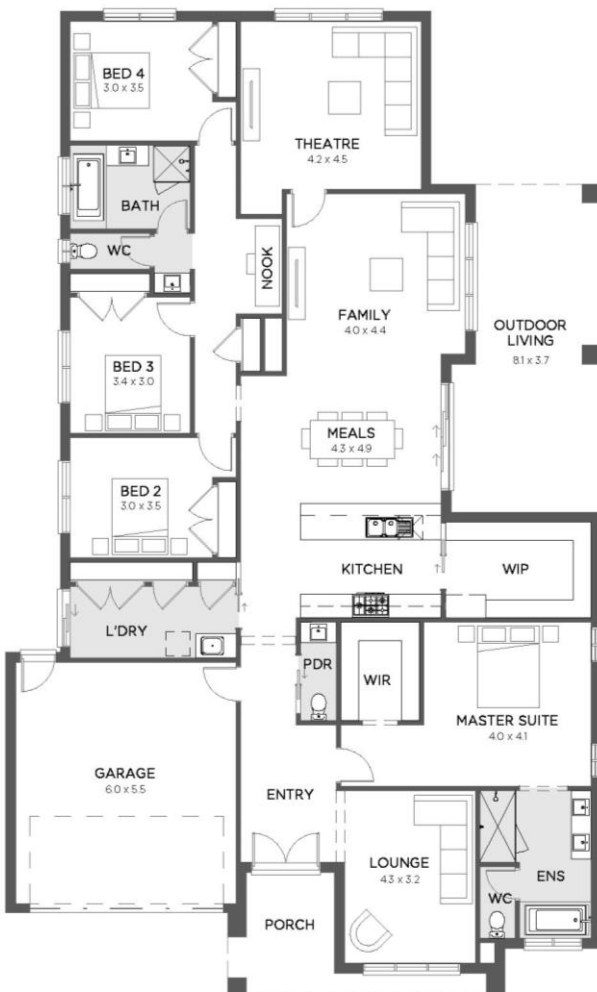 BED 4
3.0 x 3.5
THEATRE
4.2 x 4.5
BATH
WC
NOOK
FAMILY
4.0 x 4.4
OUTDOOR
LIVING
8.1 x 3.7
BED 3
3.4 x 3.0
MEALS
4.3 x 4.9
BED 2
3.0 x 3.5
KITCHEN
WIP
L'DRY
PDR
WIR
MASTER SUITE
4.0 x 4.1
GARAGE
6.0 x 5.5
ENTRY
LOUNGE
4.3 x 3.2
ENS
WC
PORCH